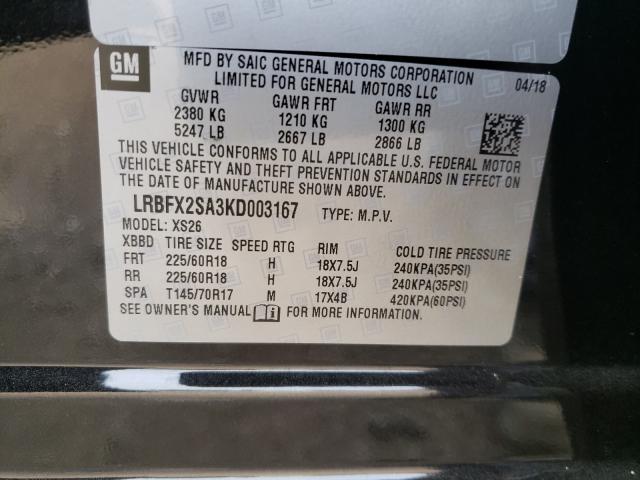 GM
MFD BY SAIC GENERAL MOTORS CORPORATION
LIMITED FOR GENERAL MOTORS LLC
04/18
GVWR GAWR FRT GAWR RR
2380 KG 1210 KG 1300 KG
5247 LB 2667 LB 2866 LB
THIS VEHICLE CONFORMS TO ALL APPLICABLE U.S. FEDERAL MOTOR
VEHICLE SAFETY AND THEFT PREVENTION STANDARDS IN EFFECT ON
THE DATE OF MANUFACTURE SHOWN ABOVE.
LRBFX2SA3KD003167 TYPE: M.P.V.
MODEL: XS26
XBBD TIRE SIZE SPEED RTG RIM COLD TIRE PRESSURE
FRT 225/60R18 H 18X7.5J 240KPA(35PSI)
RR 225/60R18 H 18X7.5J 240KPA(35PSI)
SPA T145/70R17 M 17X4B 420KPA(60PSI)
SEE OWNER'S MANUAL FOR MORE INFORMATION.